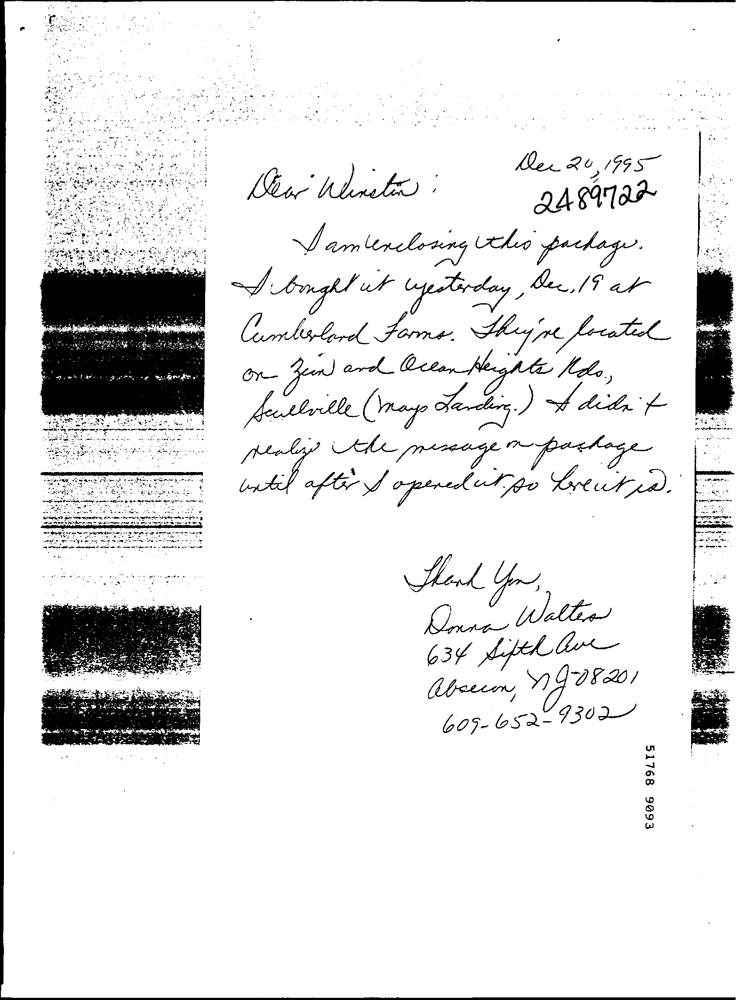 Dec 20, 1995
Dear Winston :
2489722
I am enclosing this package.
I bought it yesterday, Dec. 19 at
Cumberland Farms. They're located
on Zion and Ocean Heights Rds.,
Scullville (Mays Landing.) I didn't
realize the message on package
until after I opened it, so here it is.
Thank You,
Donna Walters
634 Fifth Ave
Absecon, NJ 08201
609-652-9302
51768 9093